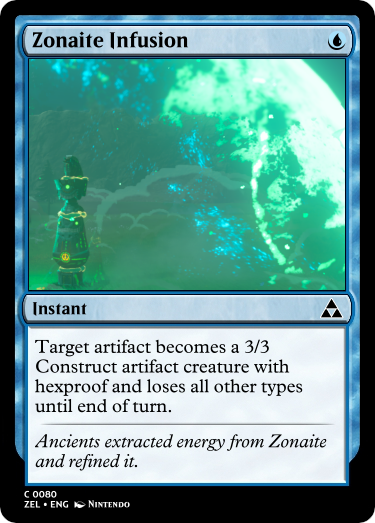 Zonaite Infusion
Instant
Target artifact becomes a 3/3
Construct artifact creature with
hexproof and loses all other types
until end of turn.
Ancients extracted energy from Zonaite
and refined it.
C 0080
ZEL • ENG Nintendo